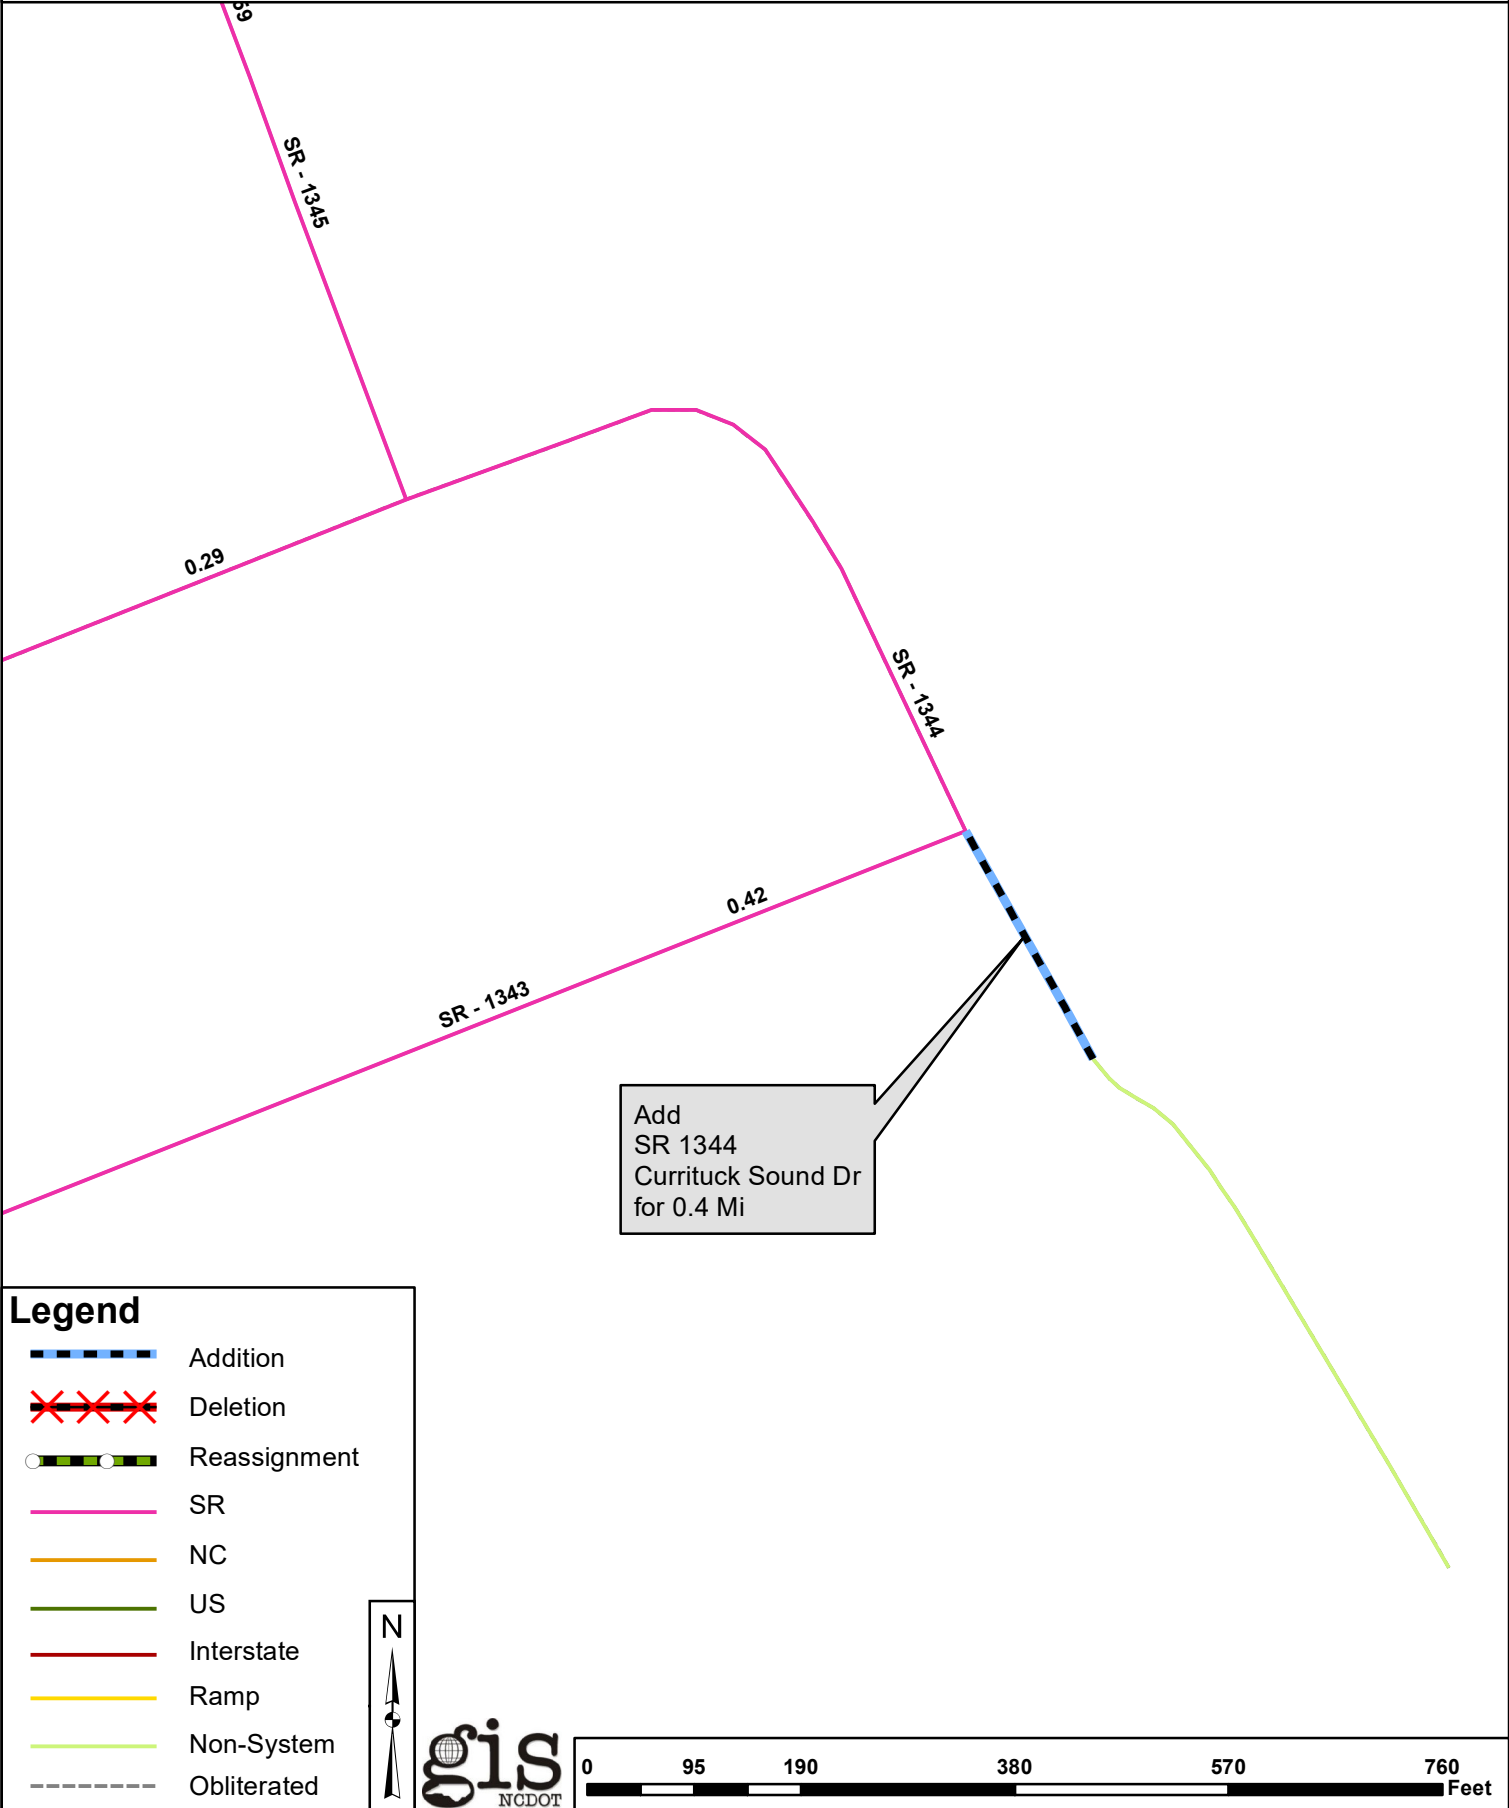 SR - 1345
0.29
SR - 1344
0.42
SR - 1343
Add
SR 1344
Currituck Sound Dr
for 0.4 Mi
Legend
Addition
Deletion
Reassignment
SR
NC
US
Interstate
Ramp
Non-System
Obliterated
N
gis
NCDOT
0 95 190 380 570 760
Feet